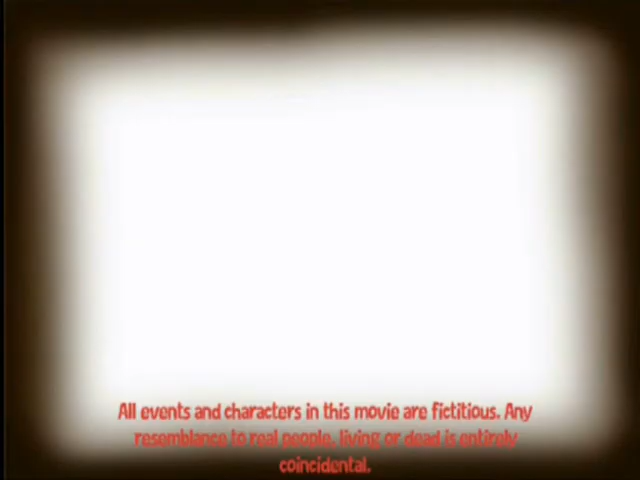 All events and characters in this movie are fictitious. Any
resemblance to real people, living or dead is entirely
coincidental.